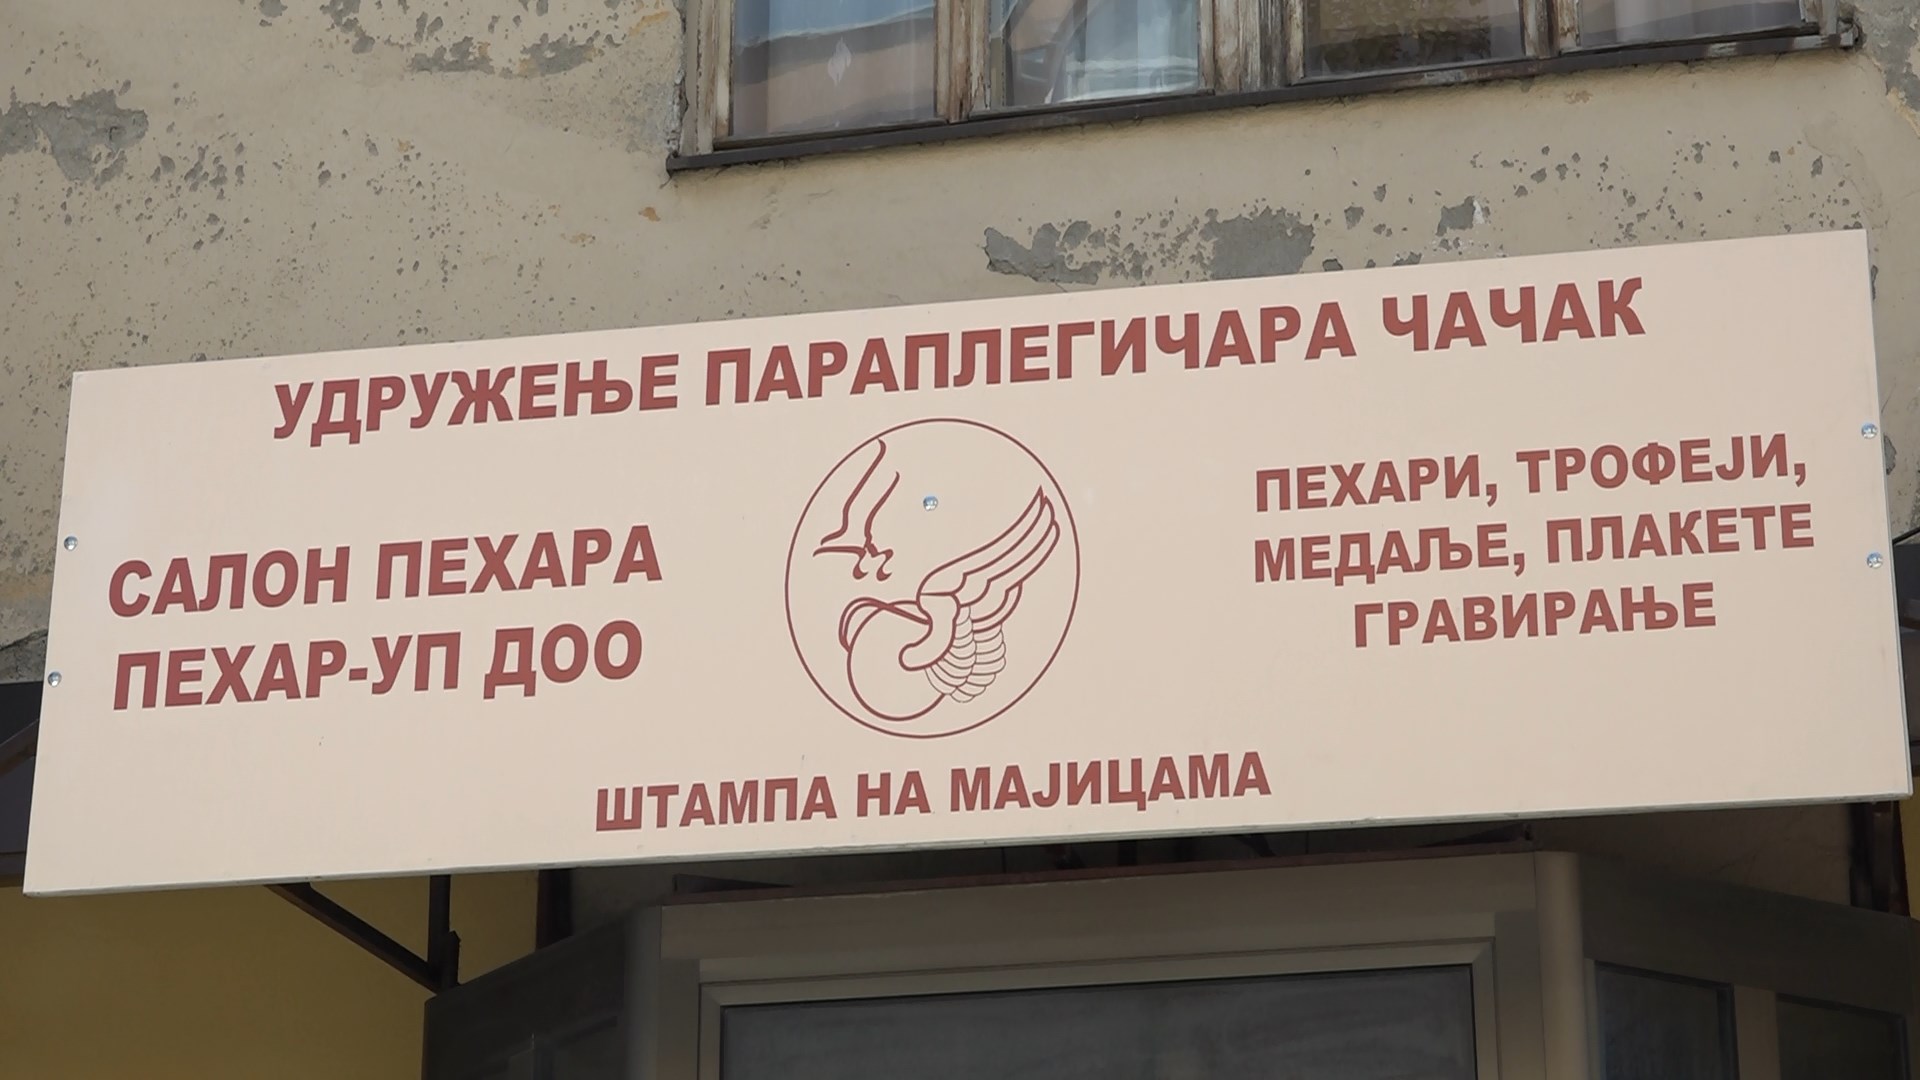 УДРУЖЕЊЕ ПАРАПЛЕГИЧАРА ЧАЧАК
САЛОН ПЕХАРА
ПЕХАР-УП ДОО
ПЕХАРИ, ТРОФЕЈИ,
МЕДАЉЕ, ПЛАКЕТЕ
ГРАВИРАЊЕ
ШТАМПА НА МАЈИЦАМА